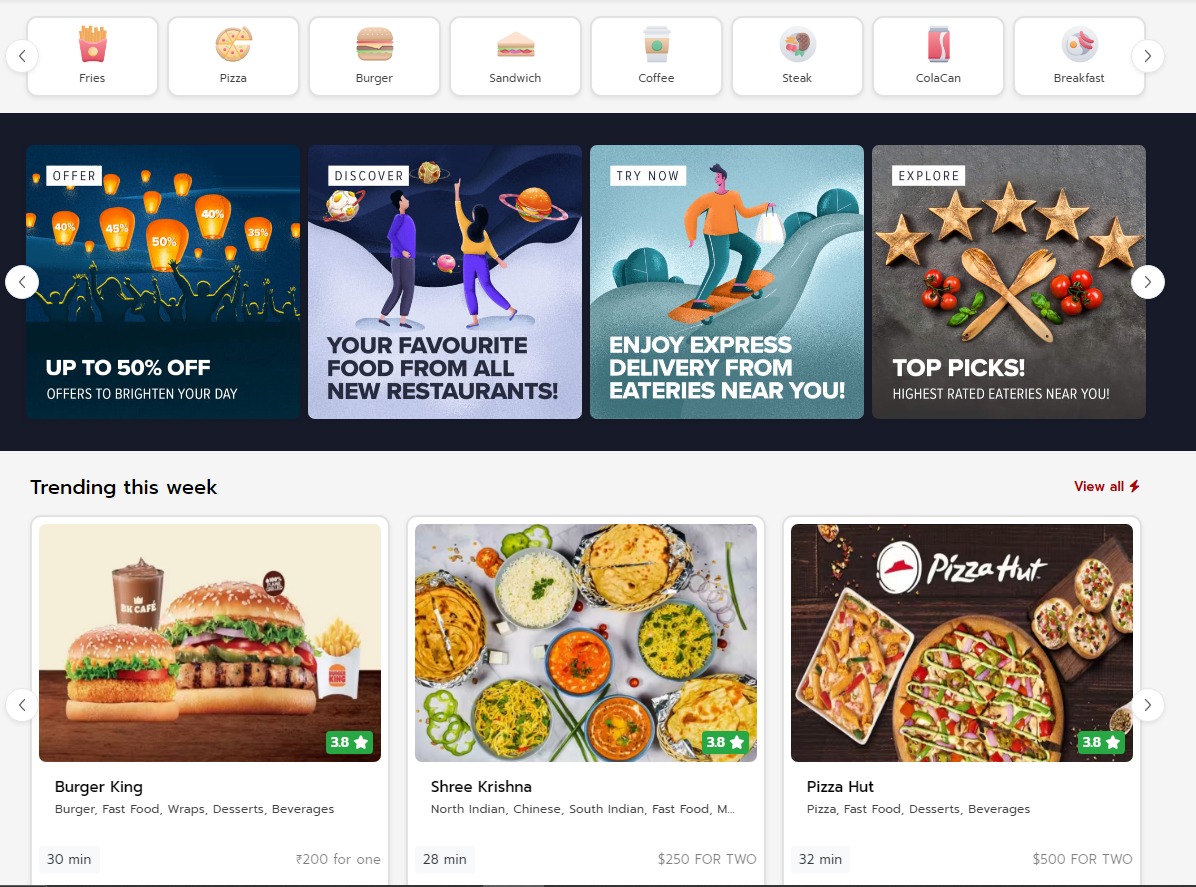 Fries
Pizza
Burger
Sandwich
Coffee
Steak
ColaCan
Breakfast
OFFER
40%
45%
50%
40%
35%
UP TO 50% OFF
OFFERS TO BRIGHTEN YOUR DAY
DISCOVER
YOUR FAVOURITE
FOOD FROM ALL
NEW RESTAURANTS!
TRY NOW
ENJOY EXPRESS
DELIVERY FROM
EATERIES NEAR YOU!
EXPLORE
TOP PICKS!
HIGHEST RATED EATERIES NEAR YOU!
Trending this week
View all
BK CAFÉ
100%
BURGER
KING
3.8
Burger King
Burger, Fast Food, Wraps, Desserts, Beverages
30 min
₹200 for one
3.8
Shree Krishna
North Indian, Chinese, South Indian, Fast Food, M...
28 min
$250 FOR TWO
Pizza Hut
3.8
Pizza Hut
Pizza, Fast Food, Desserts, Beverages
32 min
$500 FOR TWO